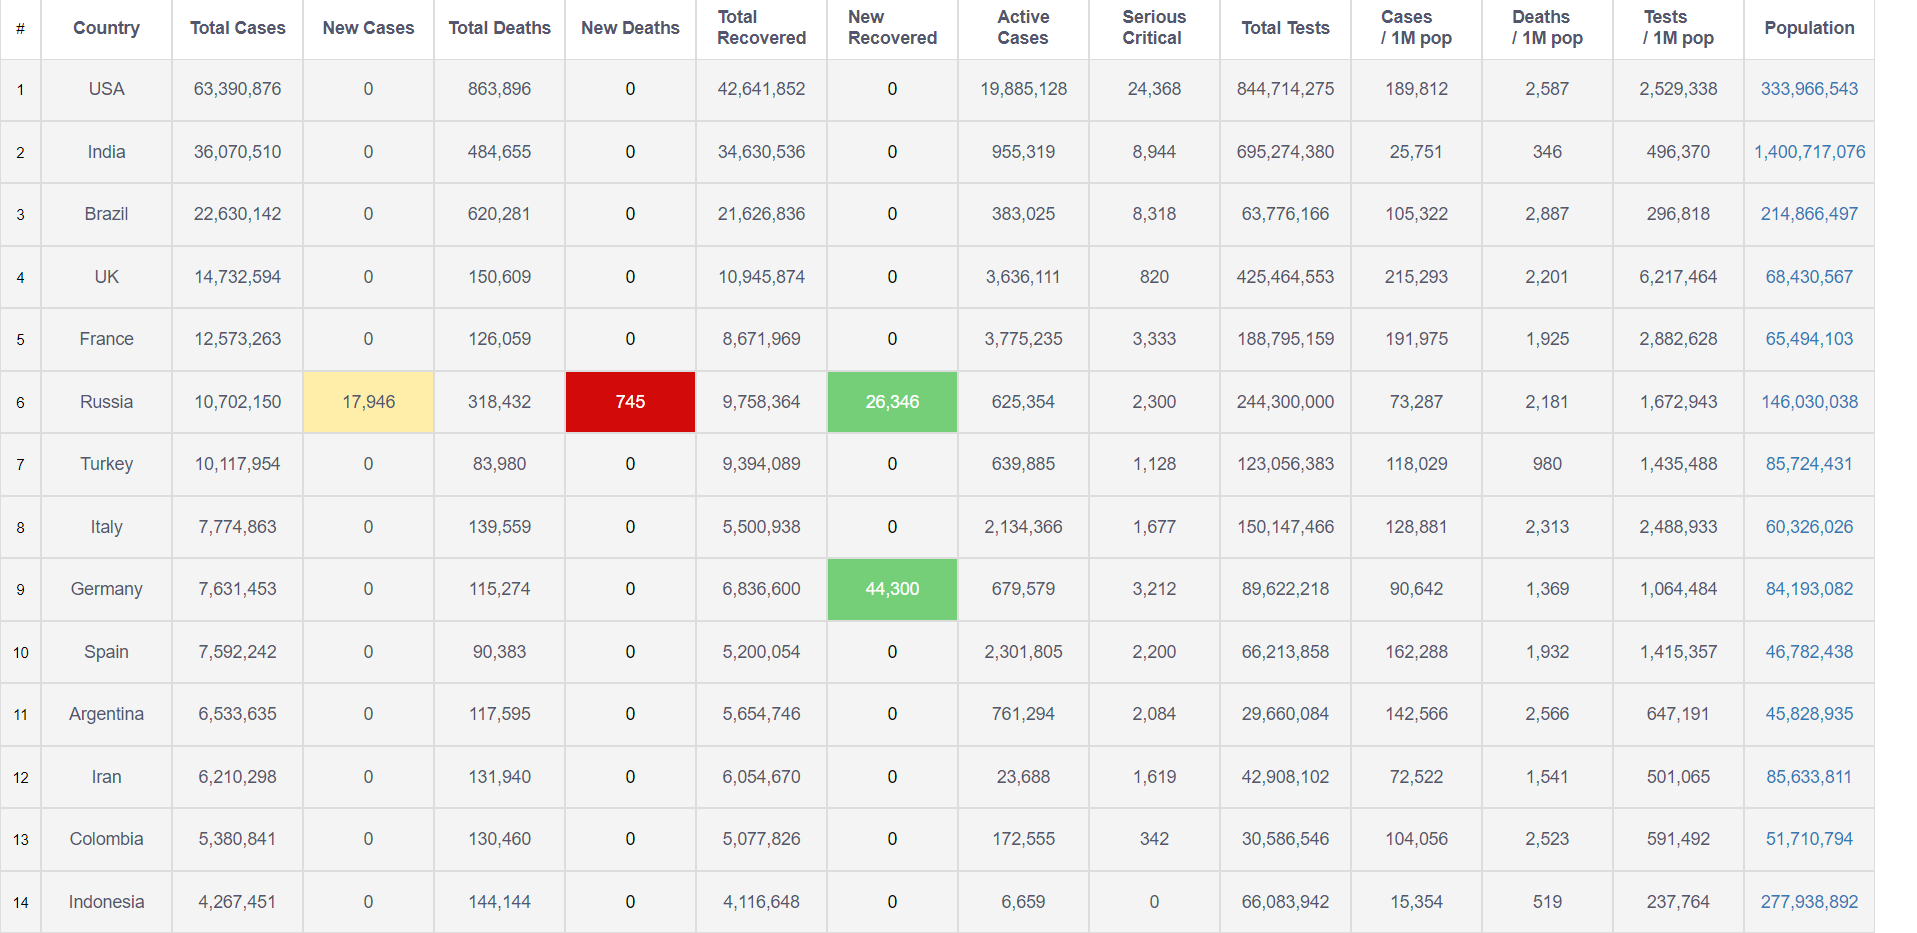 # Country Total Cases New Cases Total Deaths New Deaths Total Recovered New Recovered Active Cases Serious Critical Total Tests Cases / 1M pop Deaths / 1M pop Tests / 1M pop Population
1 USA 63,390,876 0 863,896 0 42,641,852 0 19,885,128 24,368 844,714,275 189,812 2,587 2,529,338 333,966,543
2 India 36,070,510 0 484,655 0 34,630,536 0 955,319 8,944 695,274,380 25,751 346 496,370 1,400,717,076
3 Brazil 22,630,142 0 620,281 0 21,626,836 0 383,025 8,318 63,776,166 105,322 2,887 296,818 214,866,497
4 UK 14,732,594 0 150,609 0 10,945,874 0 3,636,111 820 425,464,553 215,293 2,201 6,217,464 68,430,567
5 France 12,573,263 0 126,059 0 8,671,969 0 3,775,235 3,333 188,795,159 191,975 1,925 2,882,628 65,494,103
6 Russia 10,702,150 17,946 318,432 745 9,758,364 26,346 625,354 2,300 244,300,000 73,287 2,181 1,672,943 146,030,038
7 Turkey 10,117,954 0 83,980 0 9,394,089 0 639,885 1,128 123,056,383 118,029 980 1,435,488 85,724,431
8 Italy 7,774,863 0 139,559 0 5,500,938 0 2,134,366 1,677 150,147,466 128,881 2,313 2,488,933 60,326,026
9 Germany 7,631,453 0 115,274 0 6,836,600 44,300 679,579 3,212 89,622,218 90,642 1,369 1,064,484 84,193,082
10 Spain 7,592,242 0 90,383 0 5,200,054 0 2,301,805 2,200 66,213,858 162,288 1,932 1,415,357 46,782,438
11 Argentina 6,533,635 0 117,595 0 5,654,746 0 761,294 2,084 29,660,084 142,566 2,566 647,191 45,828,935
12 Iran 6,210,298 0 131,940 0 6,054,670 0 23,688 1,619 42,908,102 72,522 1,541 501,065 85,633,811
13 Colombia 5,380,841 0 130,460 0 5,077,826 0 172,555 342 30,586,546 104,056 2,523 591,492 51,710,794
14 Indonesia 4,267,451 0 144,144 0 4,116,648 0 6,659 0 66,083,942 15,354 519 237,764 277,938,892